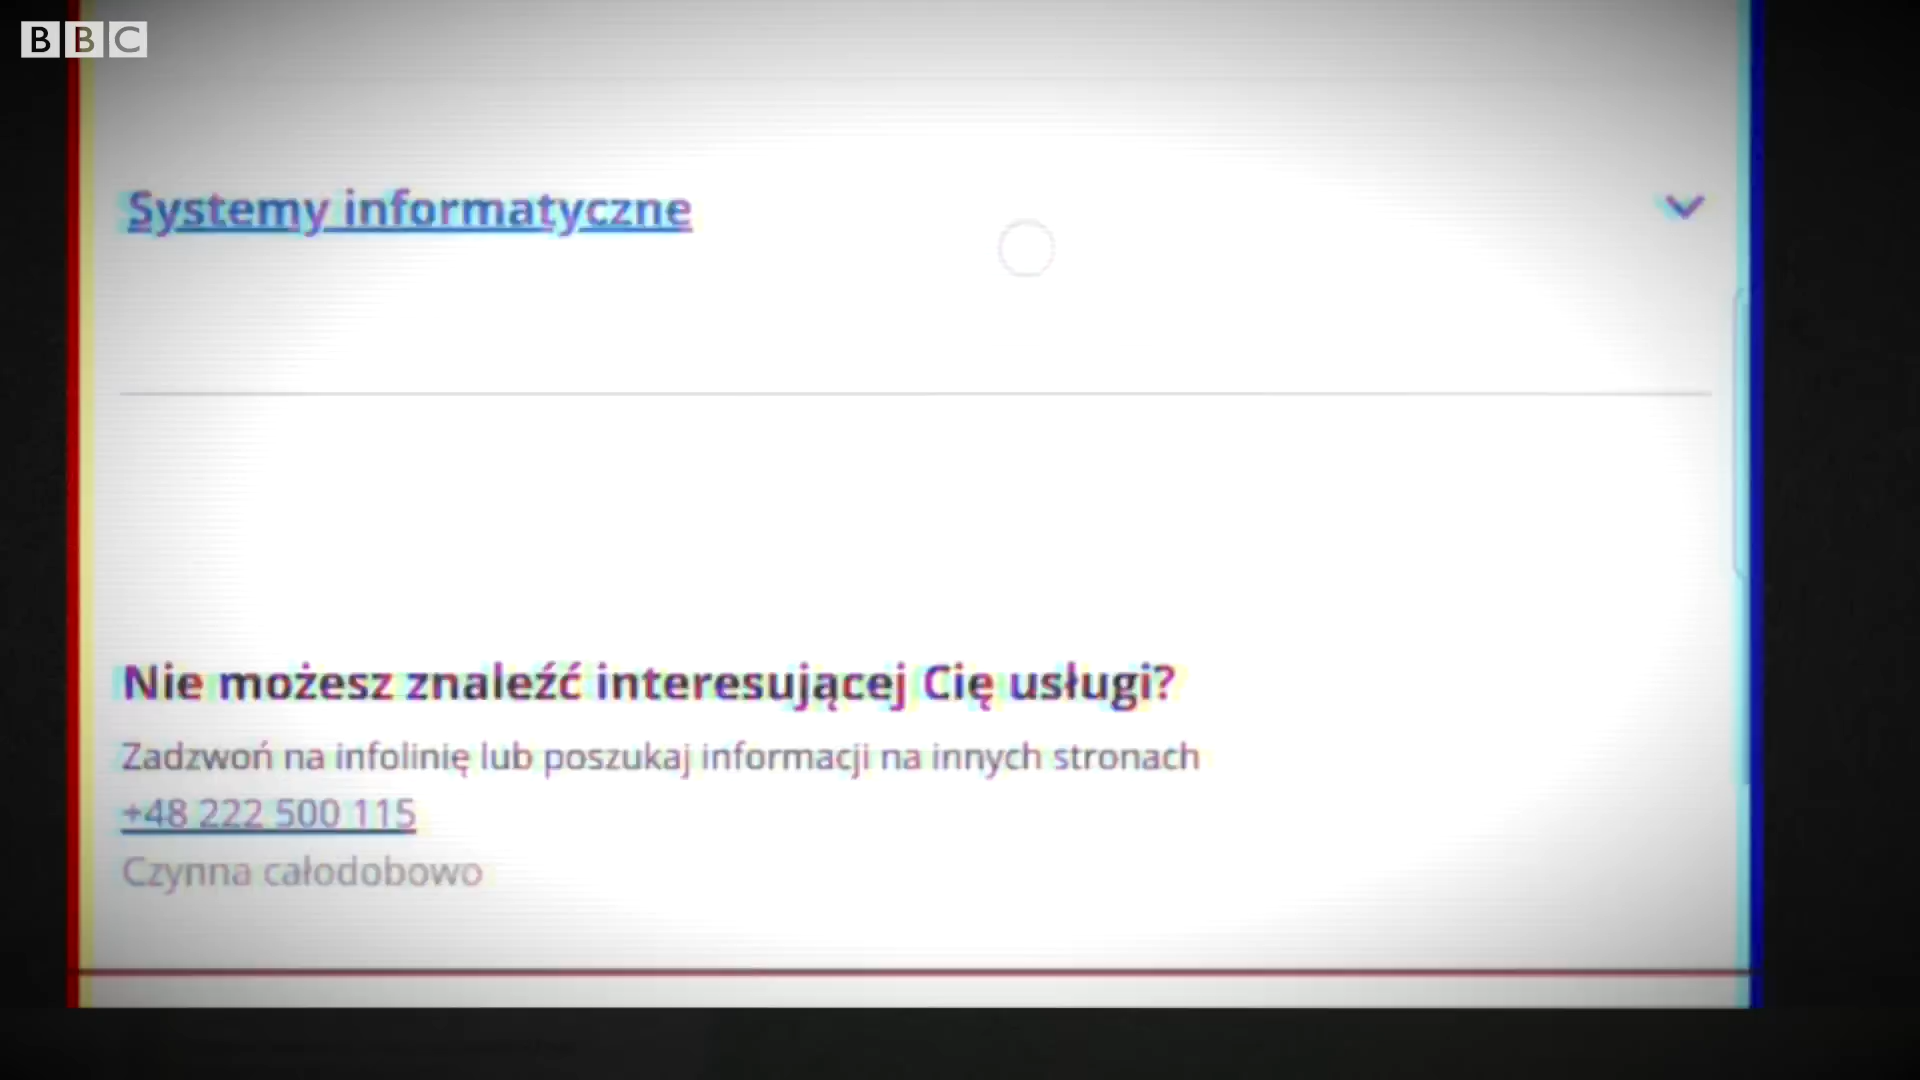 BBC
Systemy informatyczne
Nie możesz znaleźć interesującej Cię usługi?
Zadzwoń na infolinię lub poszukaj informacji na innych stronach
+48 222 500 115
Czynna całodobowo